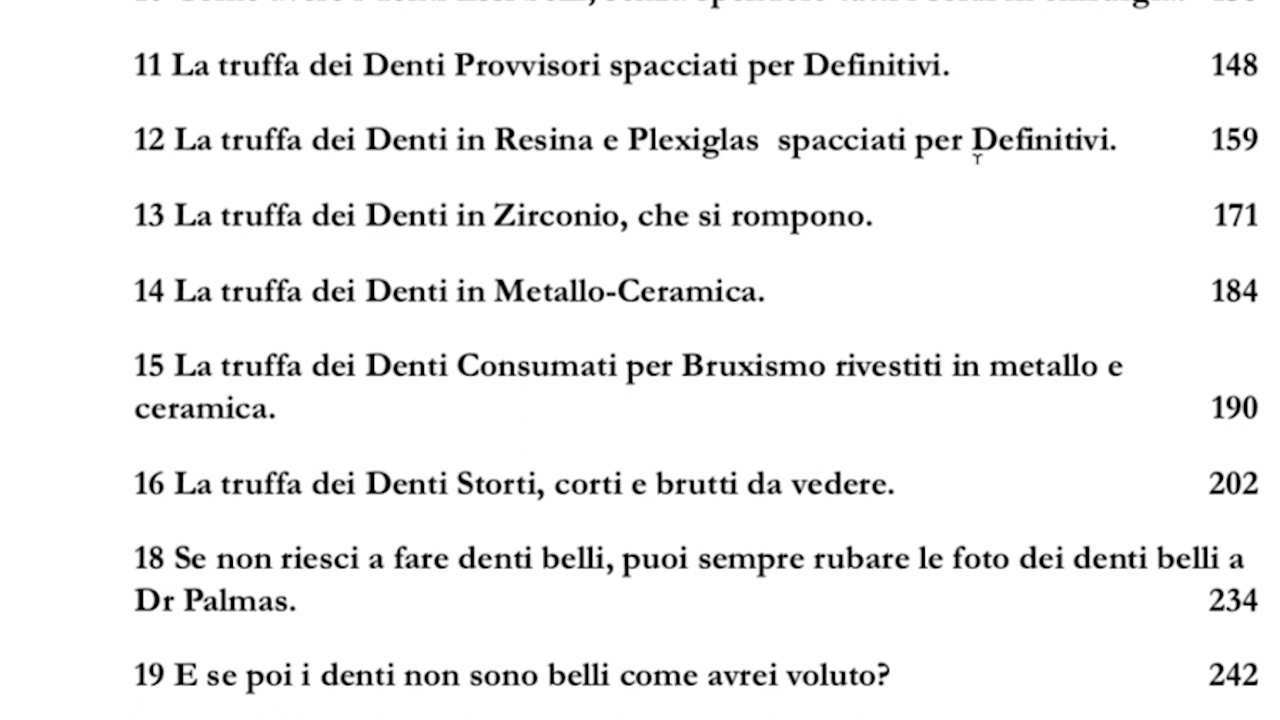 11 La truffa dei Denti Provvisori spacciati per Definitivi. 148
12 La truffa dei Denti in Resina e Plexiglas  spacciati per Definitivi. 159
13 La truffa dei Denti in Zirconio, che si rompono. 171
14 La truffa dei Denti in Metallo-Ceramica. 184
15 La truffa dei Denti Consumati per Bruxismo rivestiti in metallo e
ceramica. 190
16 La truffa dei Denti Storti, corti e brutti da vedere. 202
18 Se non riesci a fare denti belli, puoi sempre rubare le foto dei denti belli a
Dr Palmas. 234
19 E se poi i denti non sono belli come avrei voluto? 242